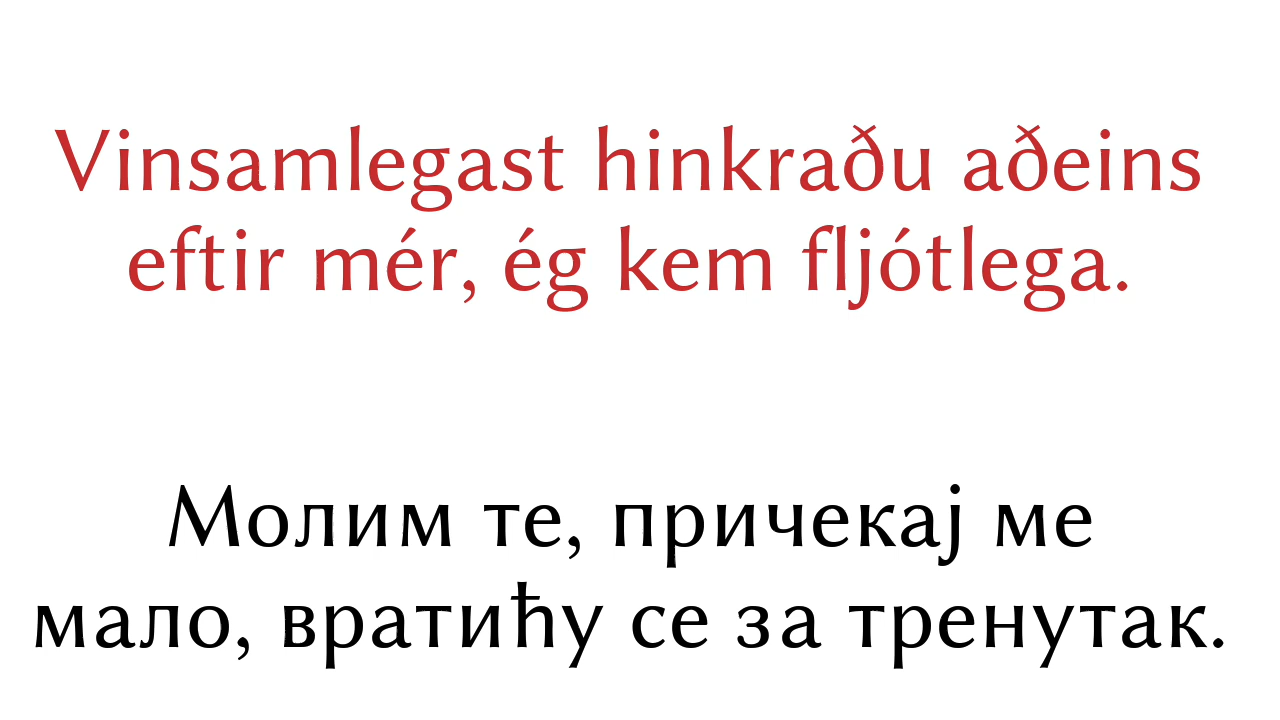 Vinsamlegast hinkraðu aðeins
eftir mér, ég kem fljótlega.
Молим те, причекај ме
мало, вратићу се за тренутак.